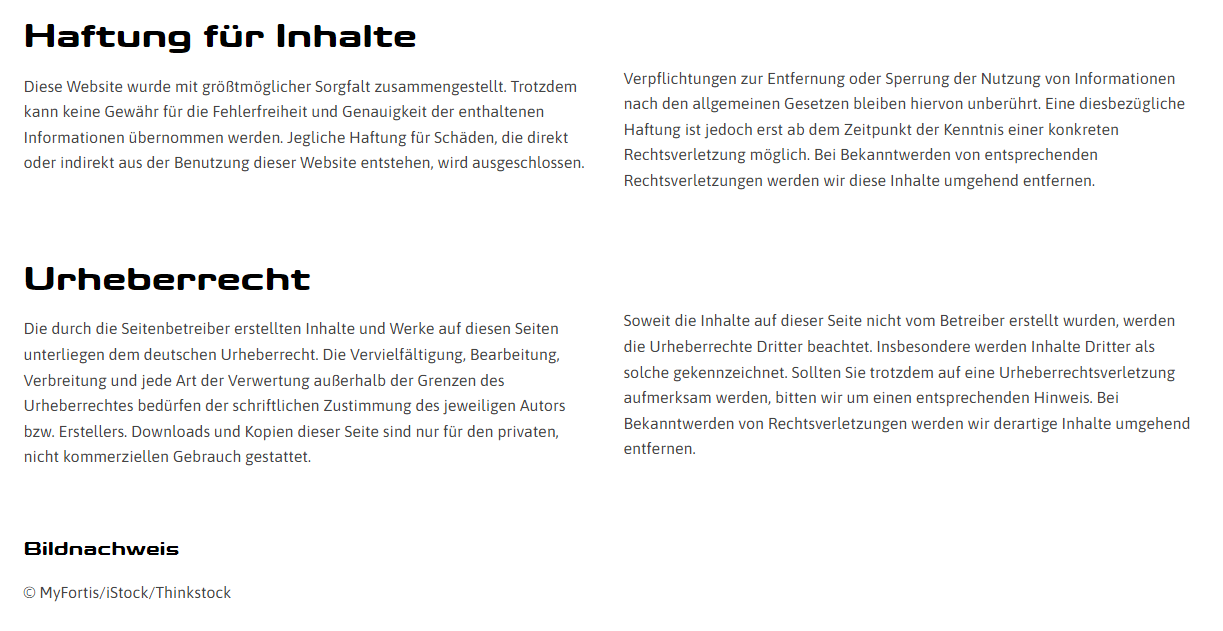 Haftung für Inhalte
Diese Website wurde mit größtmöglicher Sorgfalt zusammengestellt. Trotzdem
kann keine Gewähr für die Fehlerfreiheit und Genauigkeit der enthaltenen
Informationen übernommen werden. Jegliche Haftung für Schäden, die direkt
oder indirekt aus der Benutzung dieser Website entstehen, wird ausgeschlossen.
Verpflichtungen zur Entfernung oder Sperrung der Nutzung von Informationen
nach den allgemeinen Gesetzen bleiben hiervon unberührt. Eine diesbezügliche
Haftung ist jedoch erst ab dem Zeitpunkt der Kenntnis einer konkreten
Rechtsverletzung möglich. Bei Bekanntwerden von entsprechenden
Rechtsverletzungen werden wir diese Inhalte umgehend entfernen.
Urheberrecht
Die durch die Seitenbetreiber erstellten Inhalte und Werke auf diesen Seiten
unterliegen dem deutschen Urheberrecht. Die Vervielfältigung, Bearbeitung,
Verbreitung und jede Art der Verwertung außerhalb der Grenzen des
Urheberrechtes bedürfen der schriftlichen Zustimmung des jeweiligen Autors
bzw. Erstellers. Downloads und Kopien dieser Seite sind nur für den privaten,
nicht kommerziellen Gebrauch gestattet.
Soweit die Inhalte auf dieser Seite nicht vom Betreiber erstellt wurden, werden
die Urheberrechte Dritter beachtet. Insbesondere werden Inhalte Dritter als
solche gekennzeichnet. Sollten Sie trotzdem auf eine Urheberrechtsverletzung
aufmerksam werden, bitten wir um einen entsprechenden Hinweis. Bei
Bekanntwerden von Rechtsverletzungen werden wir derartige Inhalte umgehend
entfernen.
Bildnachweis
© MyFortis/iStock/Thinkstock